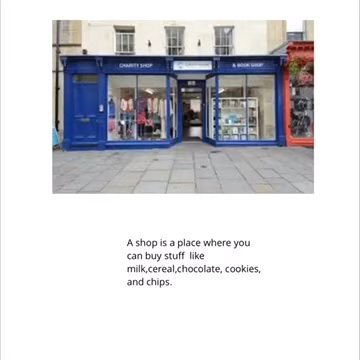 CHARITY SHOP
& BOOK SHOP
A shop is a place where you
can buy stuff  like
milk,cereal,chocolate, cookies,
and chips.